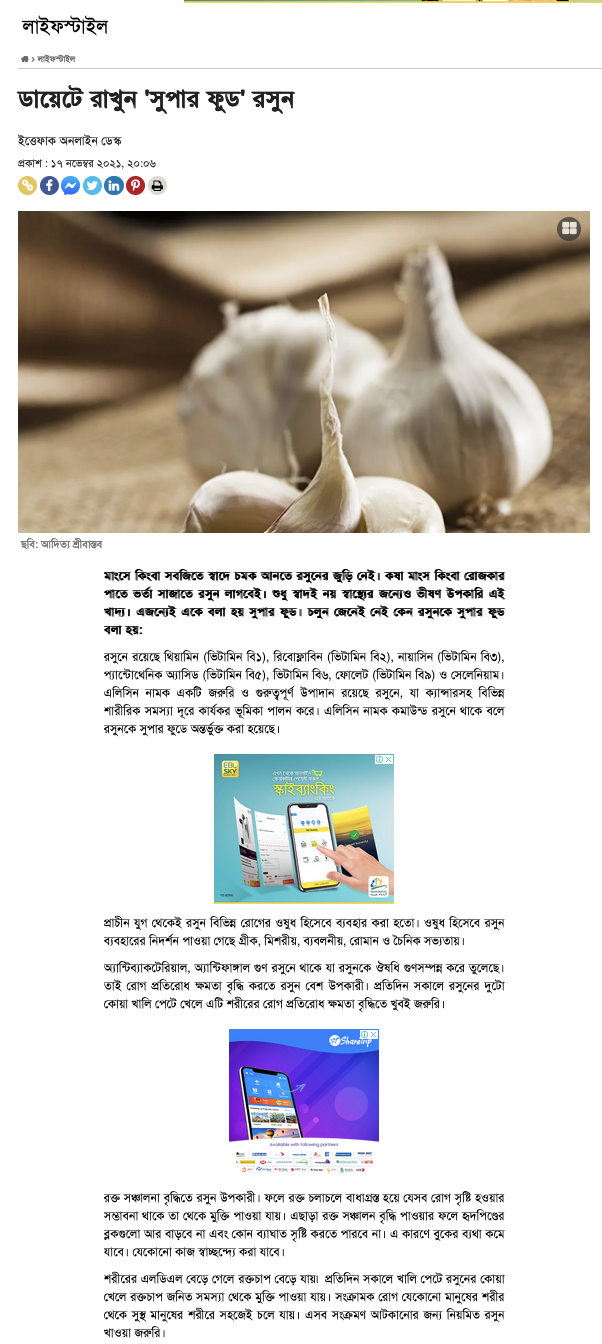 লাইফস্টাইল
> লাইফস্টাইল
ডায়েটে রাখুন 'সুপার ফুড' রসুন
ইত্তেফাক অনলাইন ডেস্ক
প্রকাশ : ১৭ নভেম্বর ২০২১, ২০:০৬
ছবি: আদিত্য শ্রীবাস্তব
মাংসে কিংবা সবজিতে স্বাদে চমক আনতে রসুনের জুড়ি নেই। কষা মাংস কিংবা রোজকার
পাতে ভর্তা সাজাতে রসুন লাগবেই। শুধু স্বাদই নয় স্বাস্থ্যের জন্যেও ভীষণ উপকারি এই
খাদ্য। এজন্যেই একে বলা হয় সুপার ফুড। চলুন জেনেই নেই কেন রসুনকে সুপার ফুড
বলা হয়:
রসুনে রয়েছে থিয়ামিন (ভিটামিন বি১), রিবোফ্লাবিন (ভিটামিন বি২), নায়াসিন (ভিটামিন বি৩),
প্যান্টোথেনিক অ্যাসিড (ভিটামিন বি৫), ভিটামিন বি৬, ফোলেট (ভিটামিন বি৯) ও সেলেনিয়াম।
এলিসিন নামক একটি জরুরি ও গুরুত্বপূর্ণ উপাদান রয়েছে রসুনে, যা ক্যান্সারসহ বিভিন্ন
শারীরিক সমস্যা দূরে কার্যকর ভূমিকা পালন করে। এলিসিন নামক কমাউন্ড রসুনে থাকে বলে
রসুনকে সুপার ফুডে অন্তর্ভুক্ত করা হয়েছে।
EBL
SKY
স্কাইব্যাংকিং
প্রাচীন যুগ থেকেই রসুন বিভিন্ন রোগের ওষুধ হিসেবে ব্যবহার করা হতো। ওষুধ হিসেবে রসুন
ব্যবহারের নিদর্শন পাওয়া গেছে গ্রীক, মিশরীয়, ব্যবলনীয়, রোমান ও চৈনিক সভ্যতায়।
অ্যান্টিব্যাকটেরিয়াল, অ্যান্টিফাঙ্গাল গুণ রসুনে থাকে যা রসুনকে ঔষধি গুণসম্পন্ন করে তুলেছে।
তাই রোগ প্রতিরোধ ক্ষমতা বৃদ্ধি করতে রসুন বেশ উপকারী। প্রতিদিন সকালে রসুনের দুটো
কোয়া খালি পেটে খেলে এটি শরীরের রোগ প্রতিরোধ ক্ষমতা বৃদ্ধিতে খুবই জরুরি।
ST Sharetrip
Available with following partners
রক্ত সঞ্চালনা বৃদ্ধিতে রসুন উপকারী। ফলে রক্ত চলাচলে বাধাগ্রস্ত হয়ে যেসব রোগ সৃষ্টি হওয়ার
সম্ভাবনা থাকে তা থেকে মুক্তি পাওয়া যায়। এছাড়া রক্ত সঞ্চালন বৃদ্ধি পাওয়ার ফলে হৃদপিণ্ডের
ব্লকগুলো আর বাড়বে না এবং কোন ব্যাঘাত সৃষ্টি করতে পারবে না। এ কারণে বুকের ব্যথা কমে
যাবে। যেকোনো কাজ স্বাচ্ছন্দ্যে করা যাবে।
শরীরের এলডিএল বেড়ে গেলে রক্তচাপ বেড়ে যায়৷ প্রতিদিন সকালে খালি পেটে রসুনের কোয়া
খেলে রক্তচাপ জনিত সমস্যা থেকে মুক্তি পাওয়া যায়। সংক্রামক রোগ যেকোনো মানুষের শরীর
থেকে সুস্থ মানুষের শরীরে সহজেই চলে যায়। এসব সংক্রমণ আটকানোর জন্য নিয়মিত রসুন
খাওয়া জরুরি।